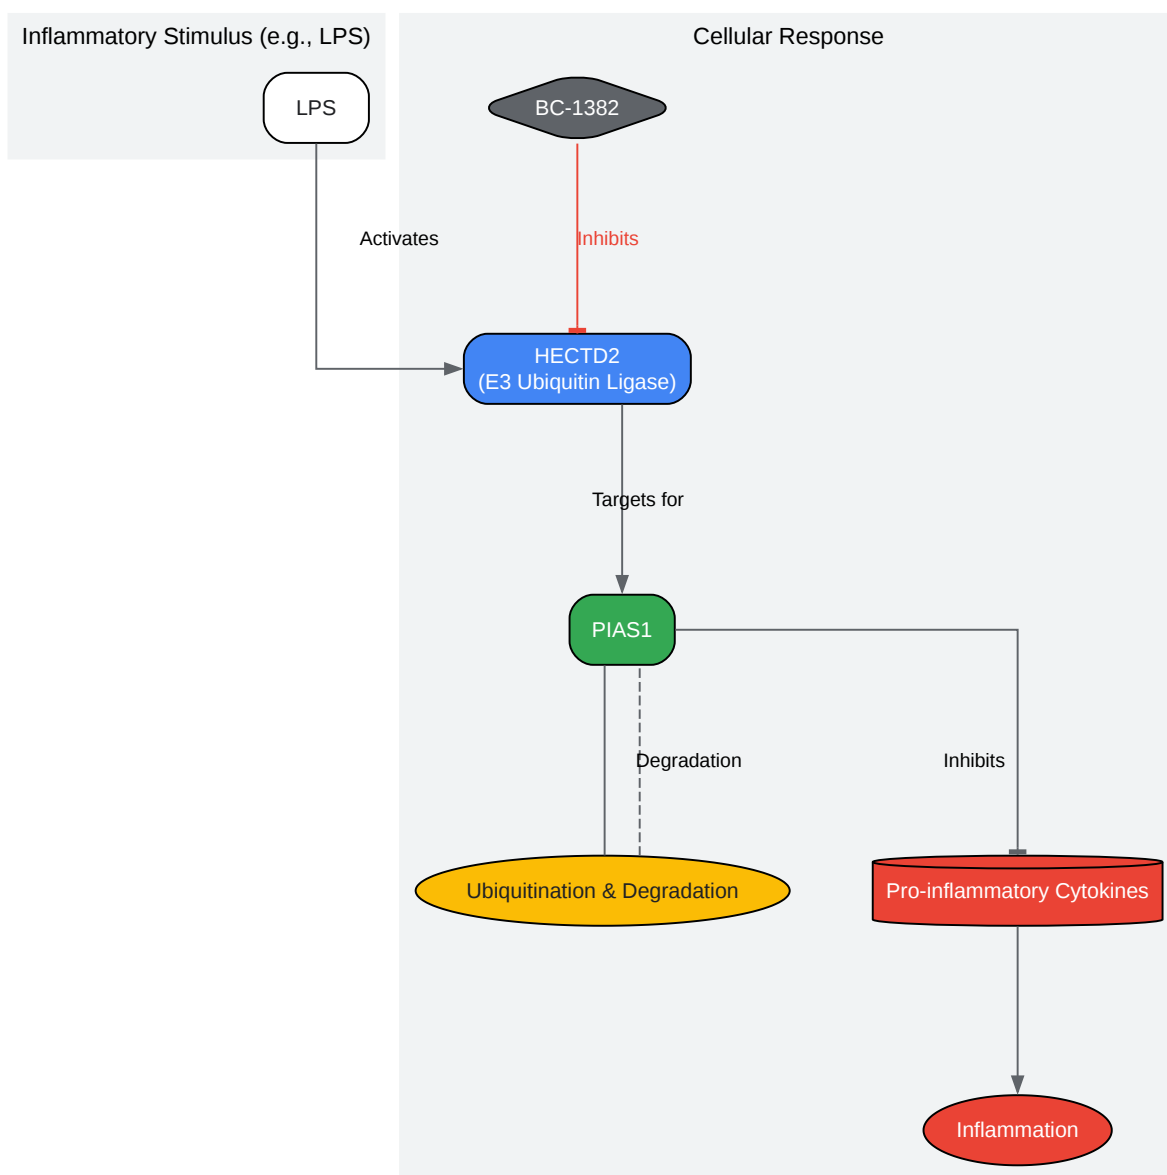 Inflammatory Stimulus (e.g., LPS)
Cellular Response
LPS
BC-1382
Activates
Inhibits
HECTD2
(E3 Ubiquitin Ligase)
Targets for
PIAS1
Degradation
Inhibits
Ubiquitination & Degradation
Pro-inflammatory Cytokines
Inflammation